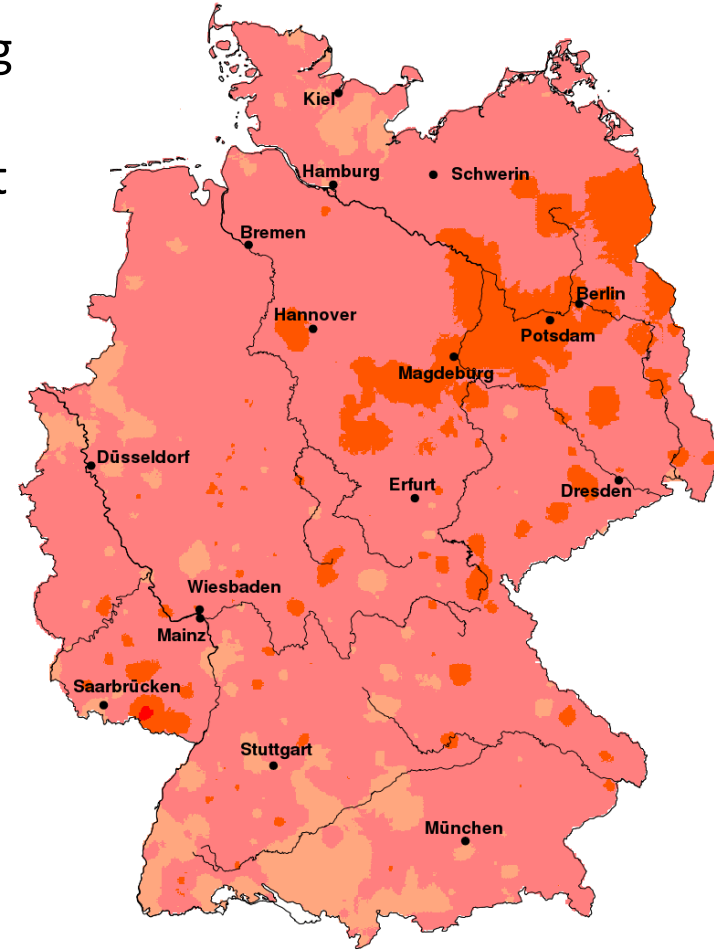 g
t
Kiel
Hamburg
Schwerin
Bremen
Berlin
Hannover
Potsdam
Magdeburg
Düsseldorf
Erfurt
Dresden
Wiesbaden
Mainz
Saarbrücken
Stuttgart
München